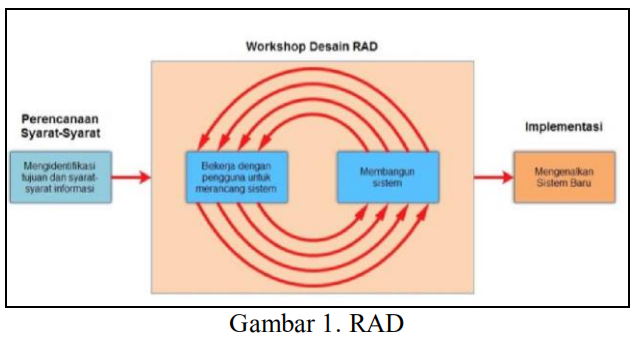 Workshop Desain RAD
Perencanaan
Syarat-Syarat
Mengidentifikasi
tujuan dan syarat-
syarat informasi
Bekerja dengan
pengguna untuk
merancang sistem
Membangun
sistem
Implementasi
Mengenalkan
Sistem Baru
Gambar 1. RAD